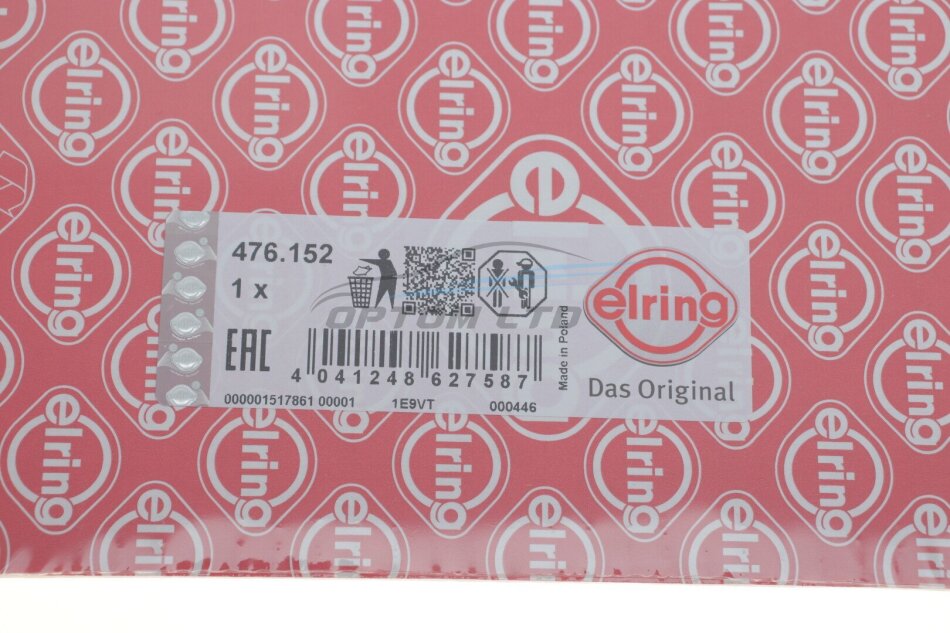 476.152
1 x
EAC
4 041248 627587
000001517861 00001 1E9VT 000446
Made in Poland
elring
Das Original
OPTOM LTD